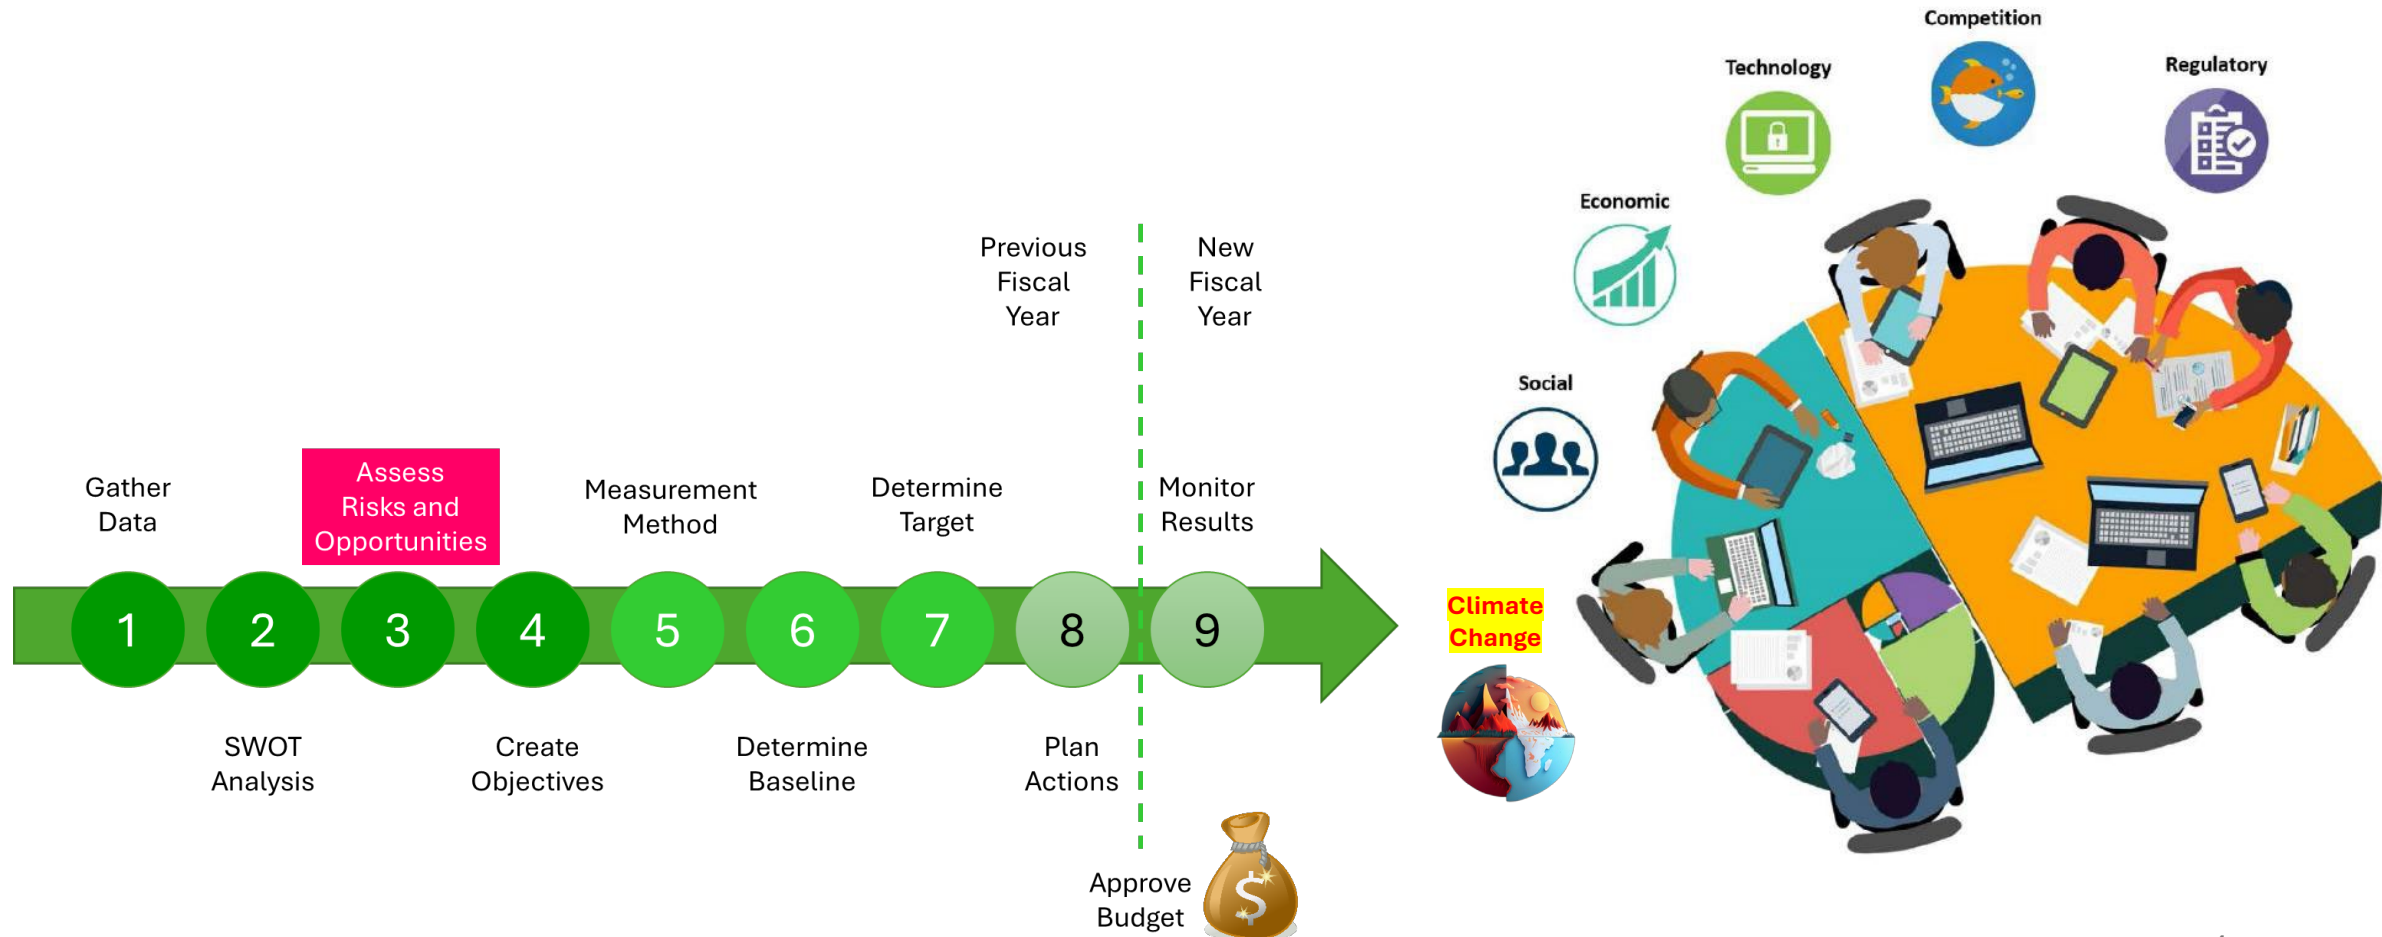 Competition
Technology
Regulatory
Economic
Social
Climate
Change
Previous
Fiscal
Year
New
Fiscal
Year
Gather
Data
Assess
Risks and
Opportunities
Measurement
Method
Determine
Target
Monitor
Results
1 2 3 4 5 6 7 8 9
SWOT
Analysis
Create
Objectives
Determine
Baseline
Plan
Actions
Approve
Budget
$